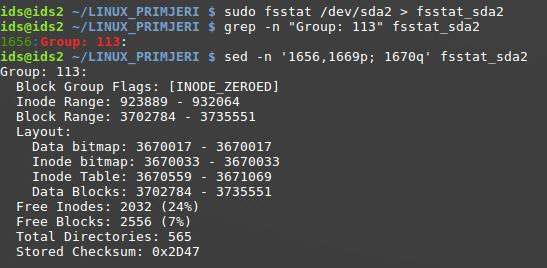 ids@ids2 ~/LINUX_PRIMJERI $ sudo fsstat /dev/sda2 > fsstat_sda2
ids@ids2 ~/LINUX_PRIMJERI $ grep -n "Group: 113" fsstat_sda2
1656:Group: 113:
ids@ids2 ~/LINUX_PRIMJERI $ sed -n '1656,1669p; 1670q' fsstat_sda2
Group: 113:
  Block Group Flags: [INODE_ZEROED]
  Inode Range: 923889 - 932064
  Block Range: 3702784 - 3735551
  Layout:
    Data bitmap: 3670017 - 3670017
    Inode bitmap: 3670033 - 3670033
    Inode Table: 3670559 - 3671069
    Data Blocks: 3702784 - 3735551
  Free Inodes: 2032 (24%)
  Free Blocks: 2556 (7%)
  Total Directories: 565
  Stored Checksum: 0x2D47